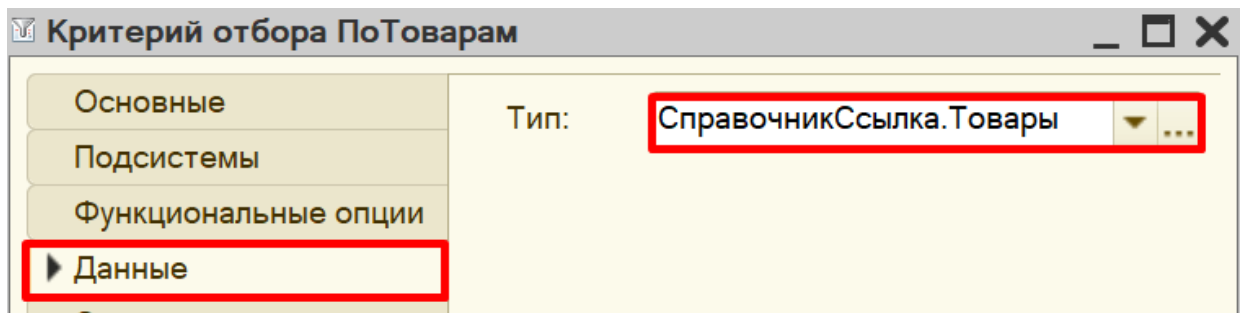 Критерий отбора ПоТоварам
Основные
Тип: СправочникСсылка.Товары ...
Подсистемы
Функциональные опции
Данные